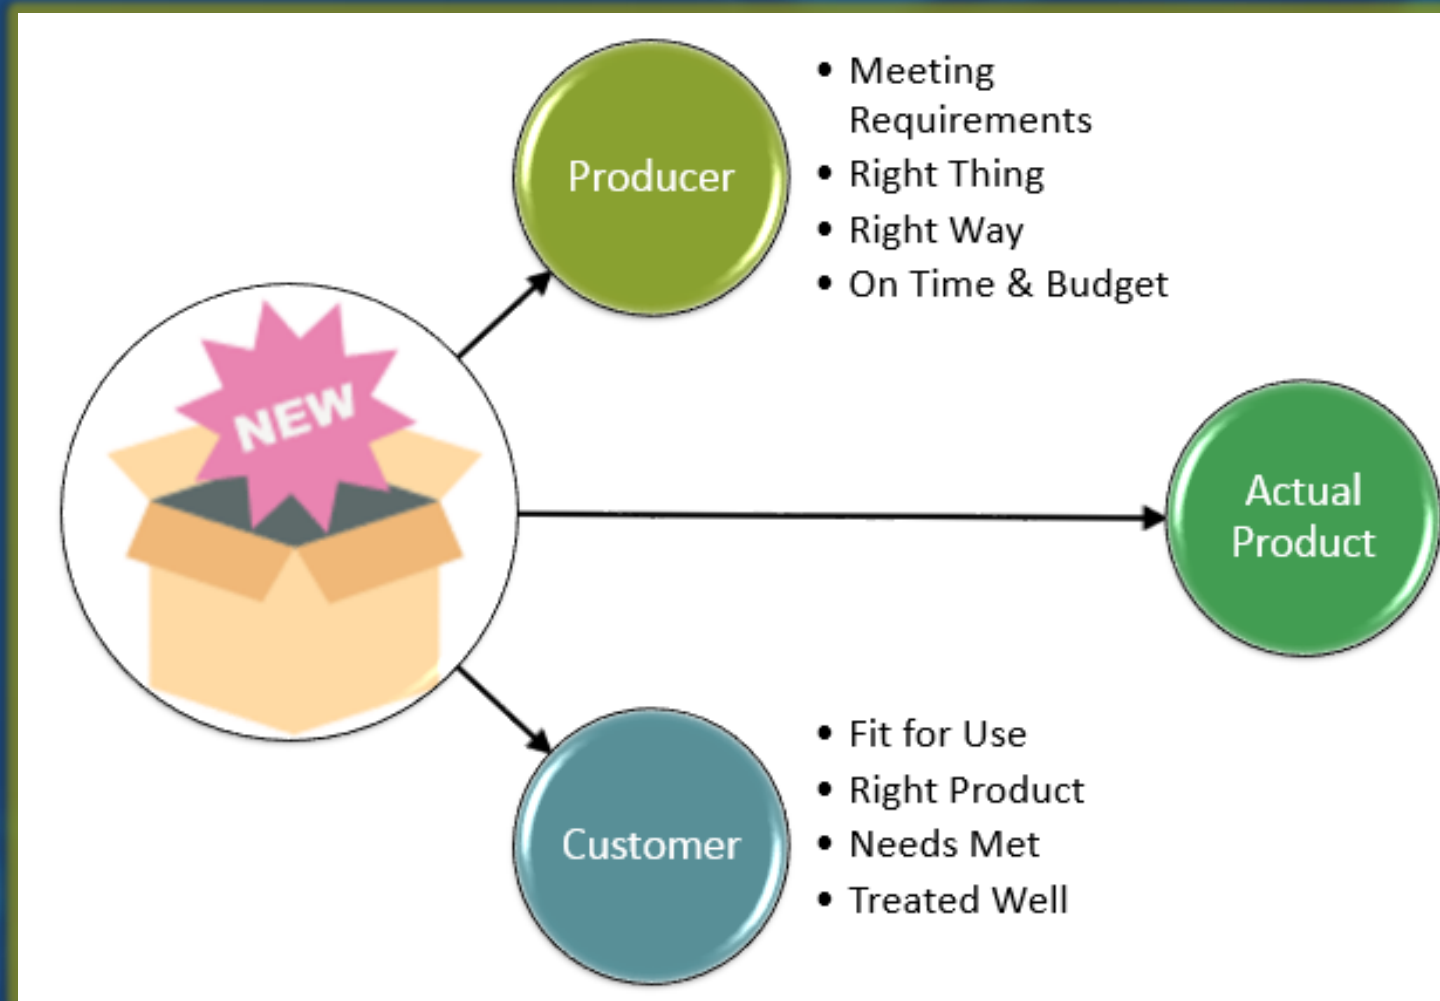 Producer
• Meeting
Requirements
• Right Thing
• Right Way
• On Time & Budget
NEW
Actual
Product
Customer
• Fit for Use
• Right Product
• Needs Met
• Treated Well